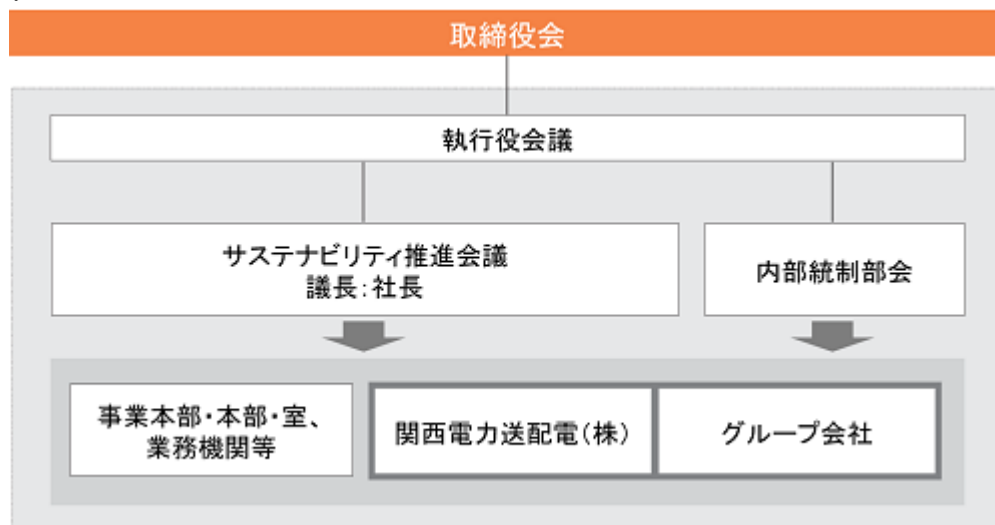 取締役会
執行役会議
サステナビリティ推進会議
議長:社長
内部統制部会
事業本部・本部・室、
業務機関等
関西電力送配電(株)
グループ会社